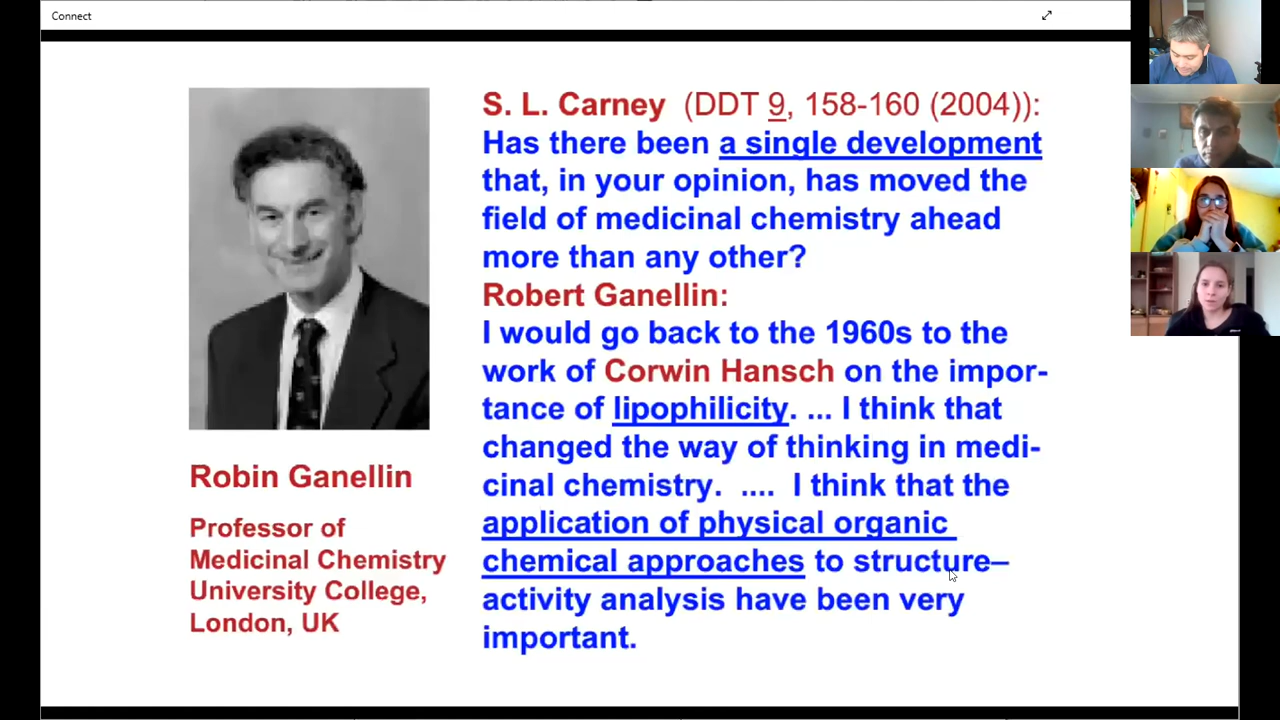 Connect
S. L. Carney (DDT 9, 158-160 (2004)):
Has there been a single development
that, in your opinion, has moved the
field of medicinal chemistry ahead
more than any other?
Robert Ganellin:
I would go back to the 1960s to the
work of Corwin Hansch on the impor-
tance of lipophilicity. ... I think that
changed the way of thinking in medi-
cinal chemistry. .... I think that the
application of physical organic
chemical approaches to structure–
activity analysis have been very
important.
Robin Ganellin
Professor of
Medicinal Chemistry
University College,
London, UK